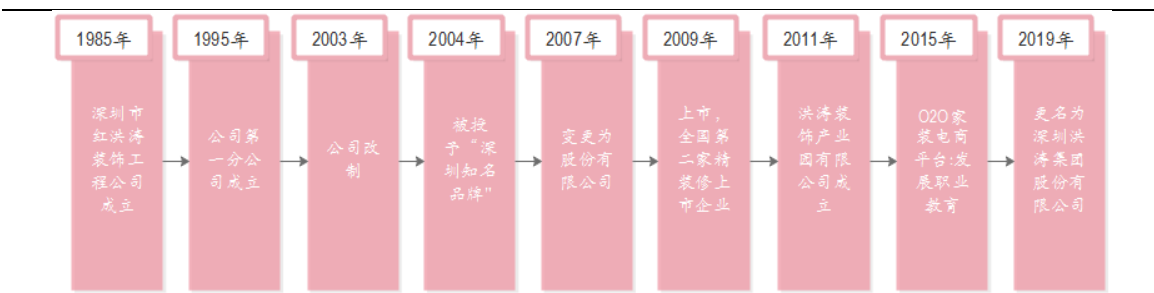 1985年
深圳市
红洪涛
装饰工
程公司
成立
1995年
公司第
一分公
司成立
2003年
公司改
制
2004年
被授
予“深
圳知名
品牌”
2007年
变更为
股份有
限公司
2009年
上市，
全国第
二家精
装修上
市企业
2011年
洪涛装
饰产业
园有限
公司成
立
2015年
O2O家
装电商
平台:发
展职业
教育
2019年
更名为
深圳洪
涛集团
股份有
限公司